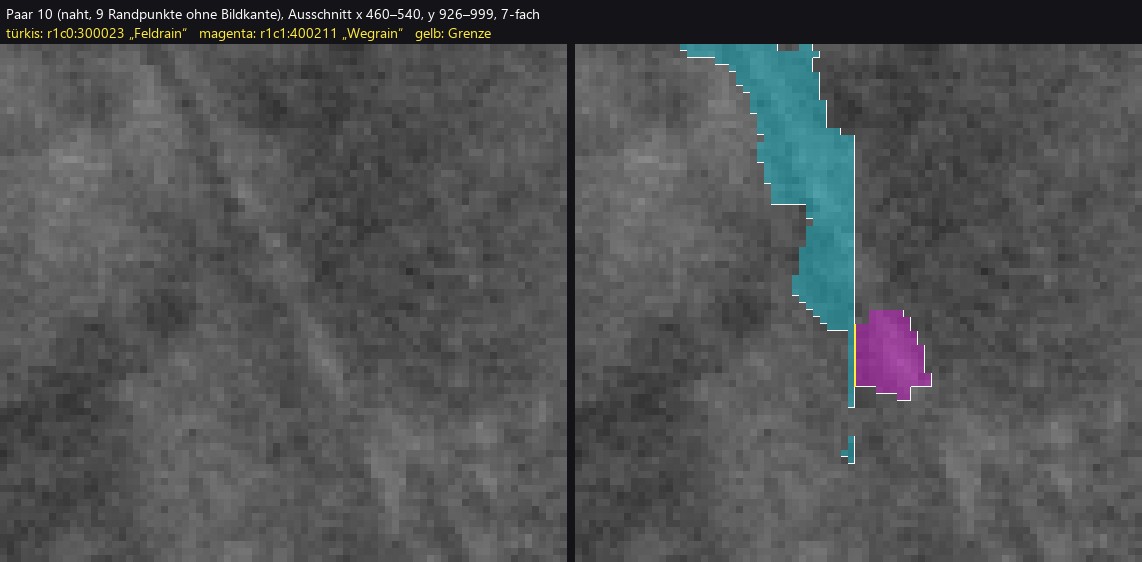 Paar 10 (naht, 9 Randpunkte ohne Bildkante), Ausschnitt x 460–540, y 926–999, 7-fach
türkis: r1c0:300023 „Feldrain“ magenta: r1c1:400211 „Wegrain“ gelb: Grenze